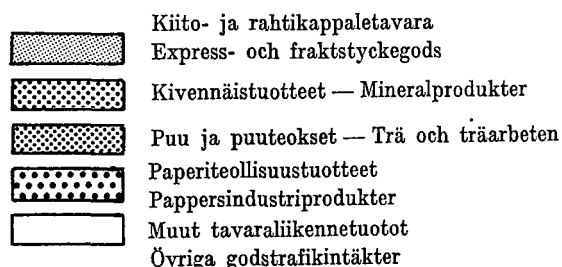 Kiito- ja rahtikappaletavara
Express- och fraktstyckegods
Kivennäistuotteet — Mineralprodukter
Puu ja puuteokset — Trä och träarbeten
Paperiteollisuustuotteet
Pappersindustriprodukter
Muut tavaraliikennetuotot
Övriga godstrafikintäkter